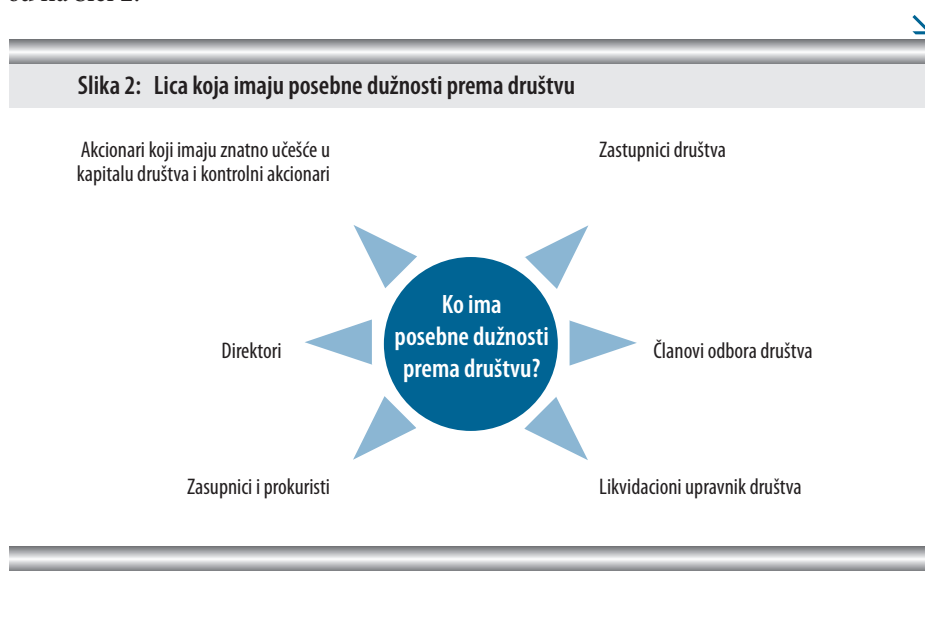 Slika 2: Lica koja imaju posebne dužnosti prema društvu
Akcionari koji imaju znatno učešće u
kapitalu društva i kontrolni akcionari
Zastupnici društva
Ko ima
posebne dužnosti
prema društvu?
Direktori
Članovi odbora društva
Zasupnici i prokuristi
Likvidacioni upravnik društva